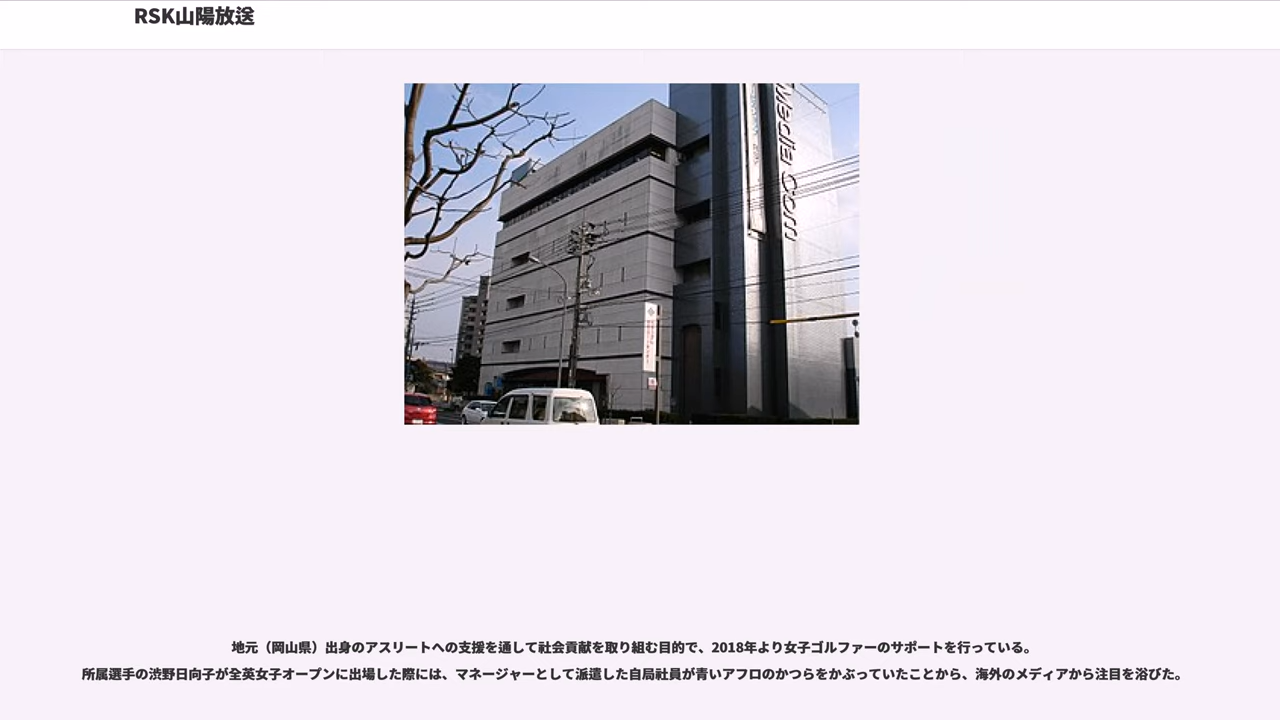 RSK山陽放送
Media Com
地元（岡山県）出身のアスリートへの支援を通して社会貢献を取り組む目的で、2018年より女子ゴルファーのサポートを行っている。
所属選手の渋野日向子が全英女子オープンに出場した際には、マネージャーとして派遣した自局社員が青いアフロのかつらをかぶっていたことから、海外のメディアから注目を浴びた。